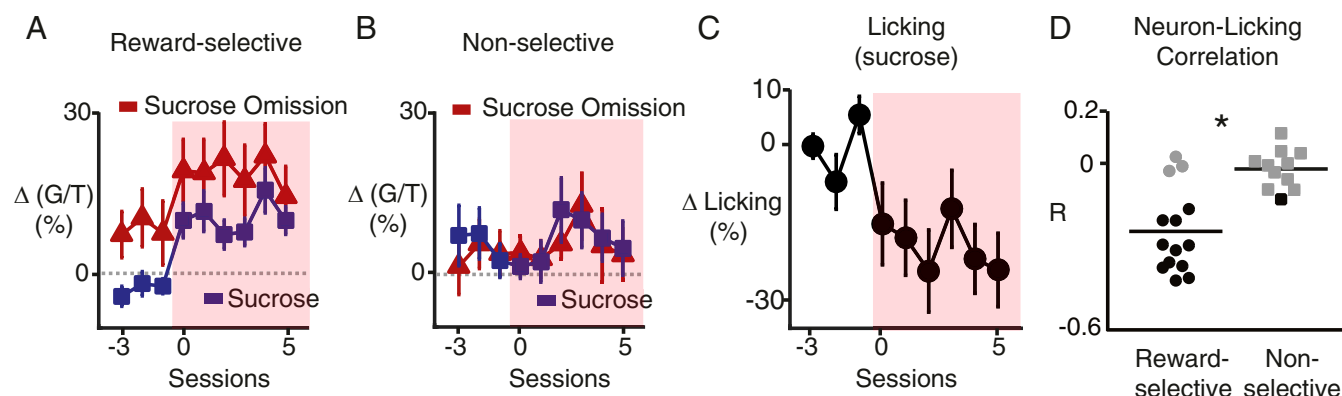 A
Reward-selective
30
Sucrose Omission
Δ (G/T)
(%)
0
Sucrose
-3
0
5
Sessions
B
Non-selective
30
Sucrose Omission
Δ (G/T)
(%)
0
Sucrose
-3
0
5
Sessions
C
Licking
(sucrose)
10
0
Δ Licking
(%)
-30
-3
0
5
Sessions
D
Neuron-Licking
Correlation
0.2
*
0
R
-0.6
Reward-
selective
Non-
selective